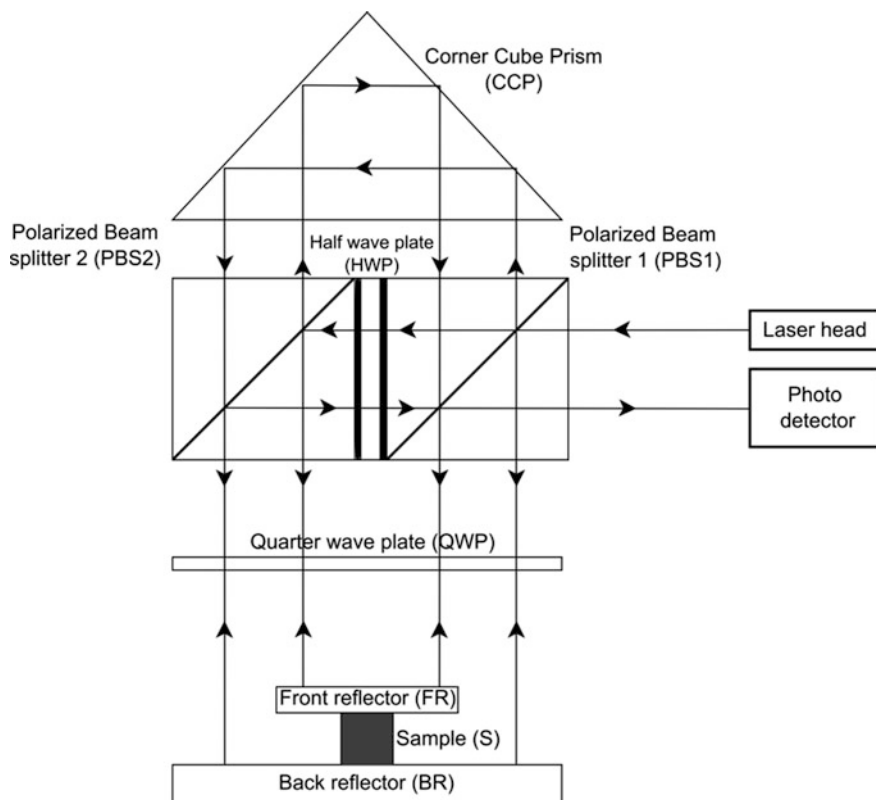 Corner Cube Prism
(CCP)
Polarized Beam
splitter 2 (PBS2)
Half wave plate
(HWP)
Polarized Beam
splitter 1 (PBS1)
Laser head
Photo
detector
Quarter wave plate (QWP)
Front reflector (FR)
Sample (S)
Back reflector (BR)